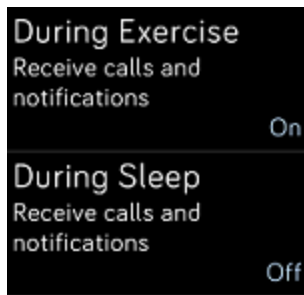 During Exercise
Receive calls and
notifications
On
During Sleep
Receive calls and
notifications
Off